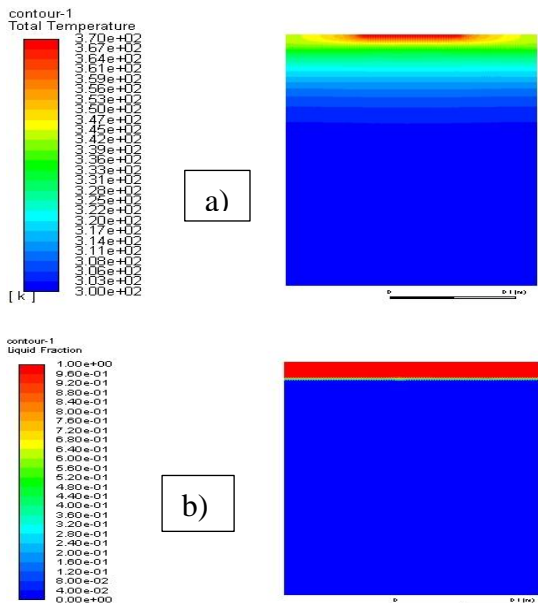 contour-1
Total Temperature
3.70e+02
3.67e+02
3.64e+02
3.61e+02
3.59e+02
3.56e+02
3.53e+02
3.50e+02
3.47e+02
3.45e+02
3.42e+02
3.39e+02
3.36e+02
3.33e+02
3.31e+02
3.28e+02
3.25e+02
3.22e+02
3.20e+02
3.17e+02
3.14e+02
3.11e+02
3.08e+02
3.06e+02
3.03e+02
3.00e+02
[ k ]
a)
contour-1
Liquid Fraction
1.00e+00
9.60e-01
9.20e-01
8.80e-01
8.40e-01
8.00e-01
7.60e-01
7.20e-01
6.80e-01
6.40e-01
6.00e-01
5.60e-01
5.20e-01
4.80e-01
4.40e-01
4.00e-01
3.60e-01
3.20e-01
2.80e-01
2.40e-01
2.00e-01
1.60e-01
1.20e-01
8.00e-02
4.00e-02
0.00e+00
b)